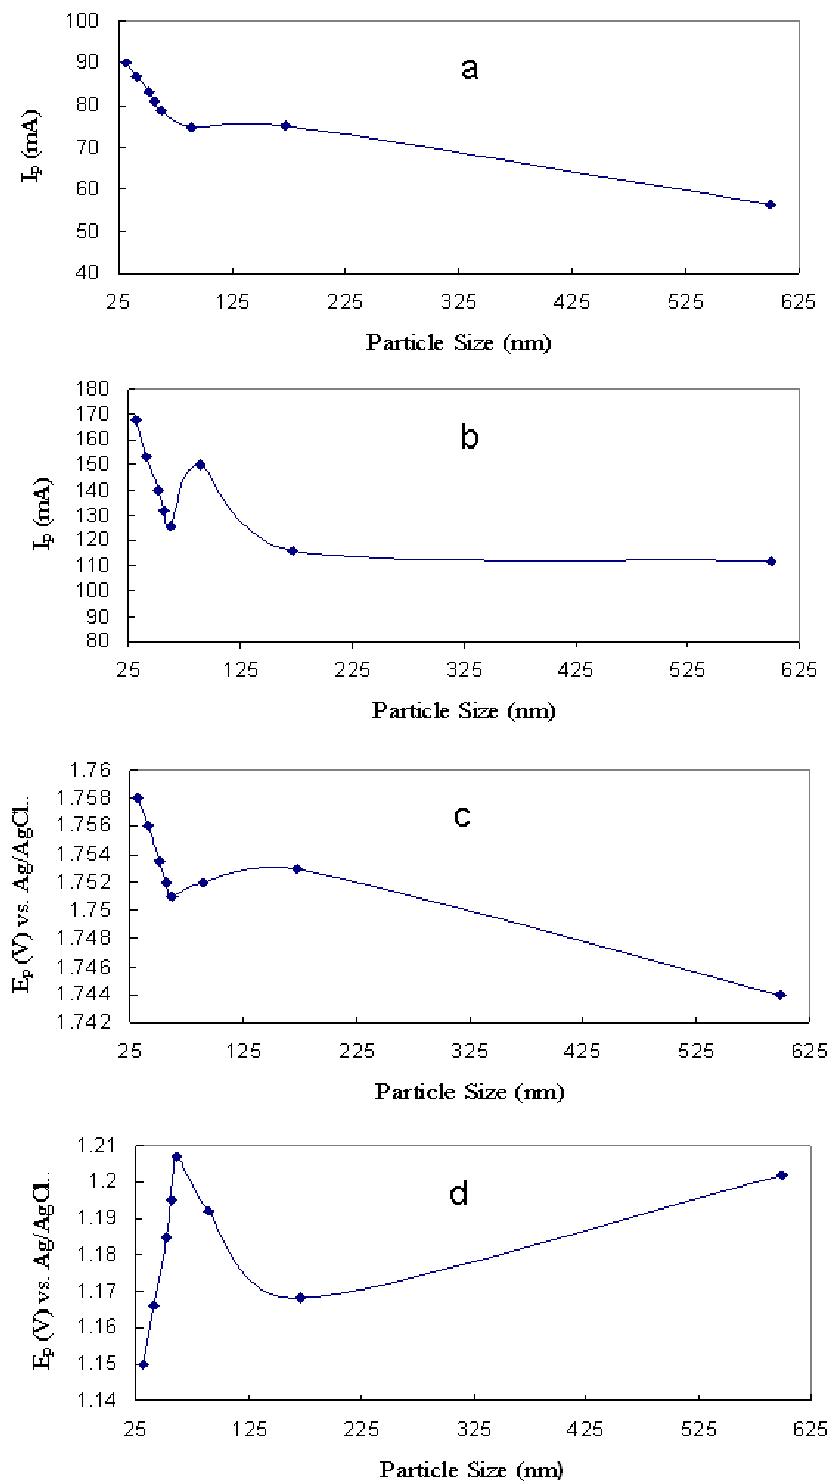 100
90
80
70
60
50
40
I_p (mA)
a
25 125 225 325 425 525 625
Particle Size (nm)
180
170
160
150
140
130
120
110
100
90
80
I_p (mA)
b
25 125 225 325 425 525 625
Particle Size (nm)
1.76
1.758
1.756
1.754
1.752
1.75
1.748
1.746
1.744
1.742
E_p (V) vs. Ag/AgCl..
c
25 125 225 325 425 525 625
Particle Size (nm)
1.21
1.2
1.19
1.18
1.17
1.16
1.15
1.14
E_p (V) vs. Ag/AgCl..
d
25 125 225 325 425 525 625
Particle Size (nm)